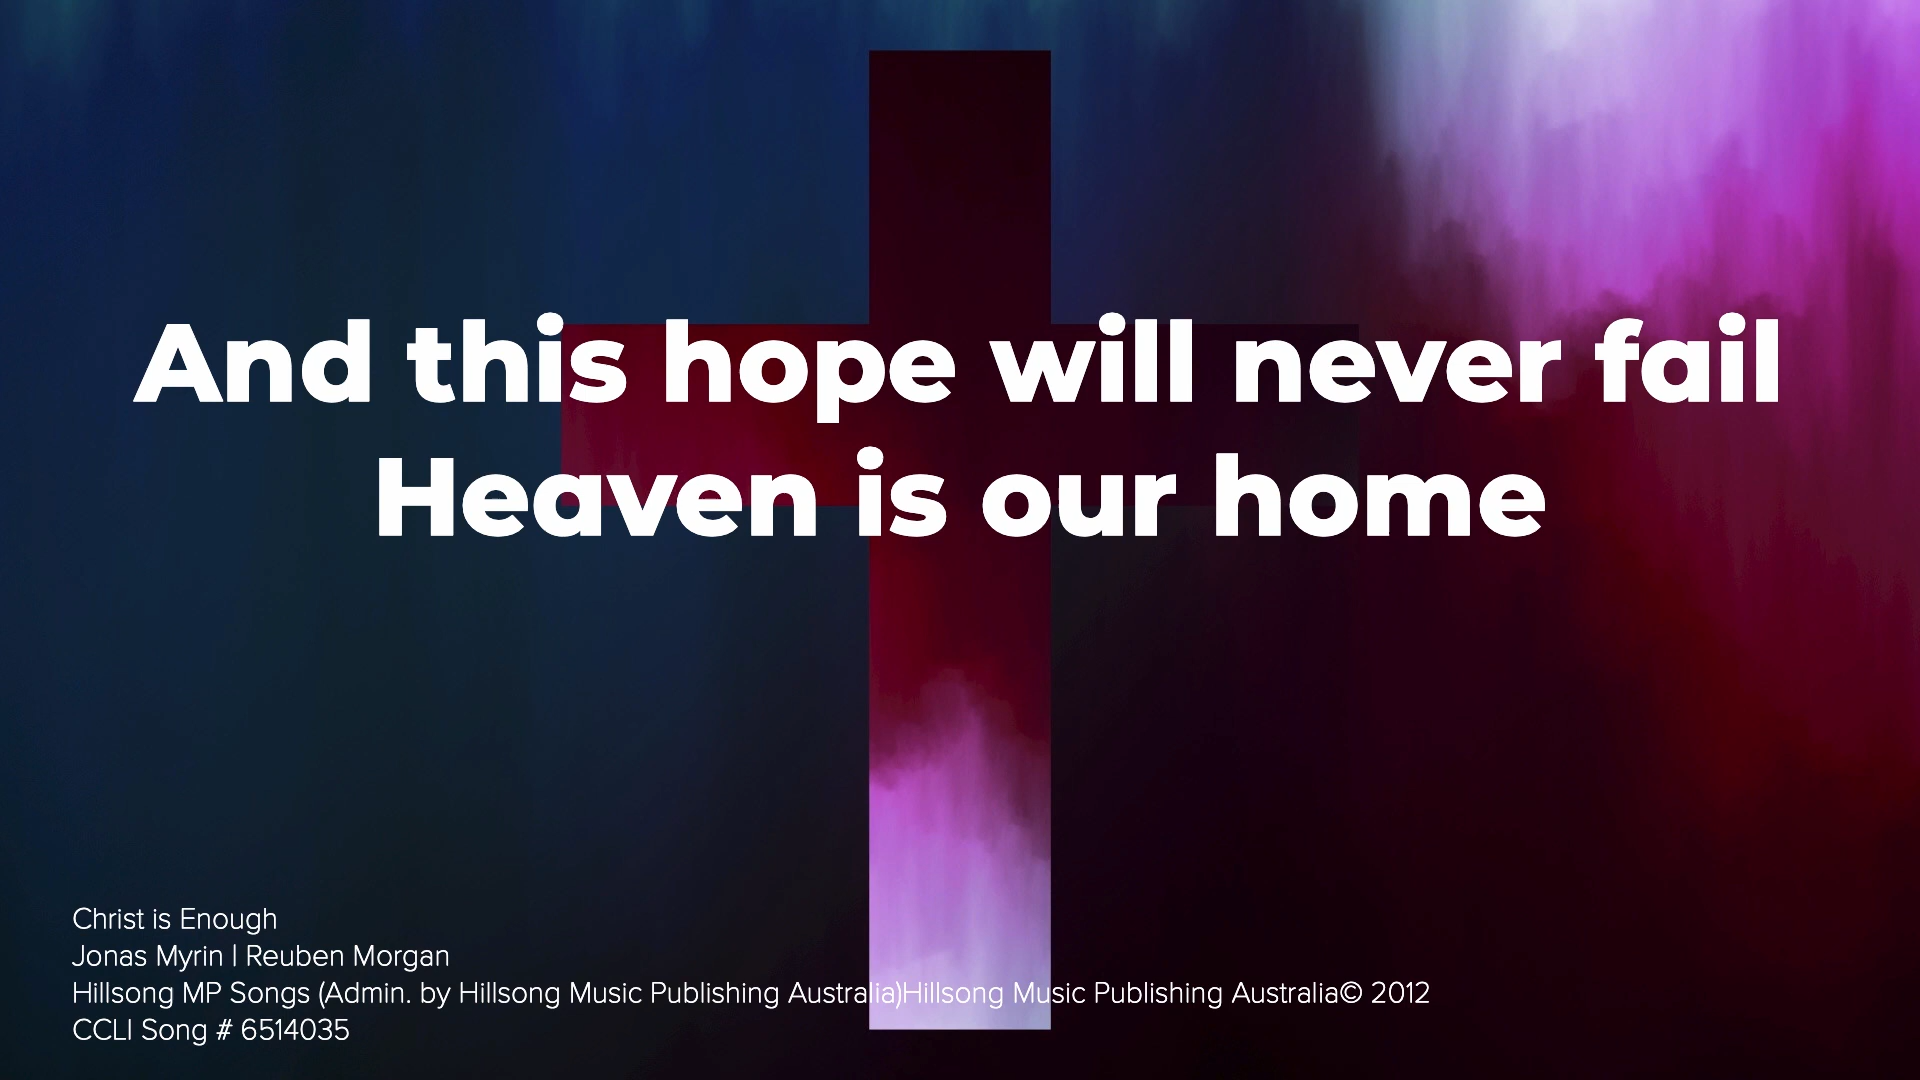 And this hope will never fail
Heaven is our home
Christ is Enough
Jonas Myrin | Reuben Morgan
Hillsong MP Songs (Admin. by Hillsong Music Publishing Australia)Hillsong Music Publishing Australia© 2012
CCLI Song # 6514035